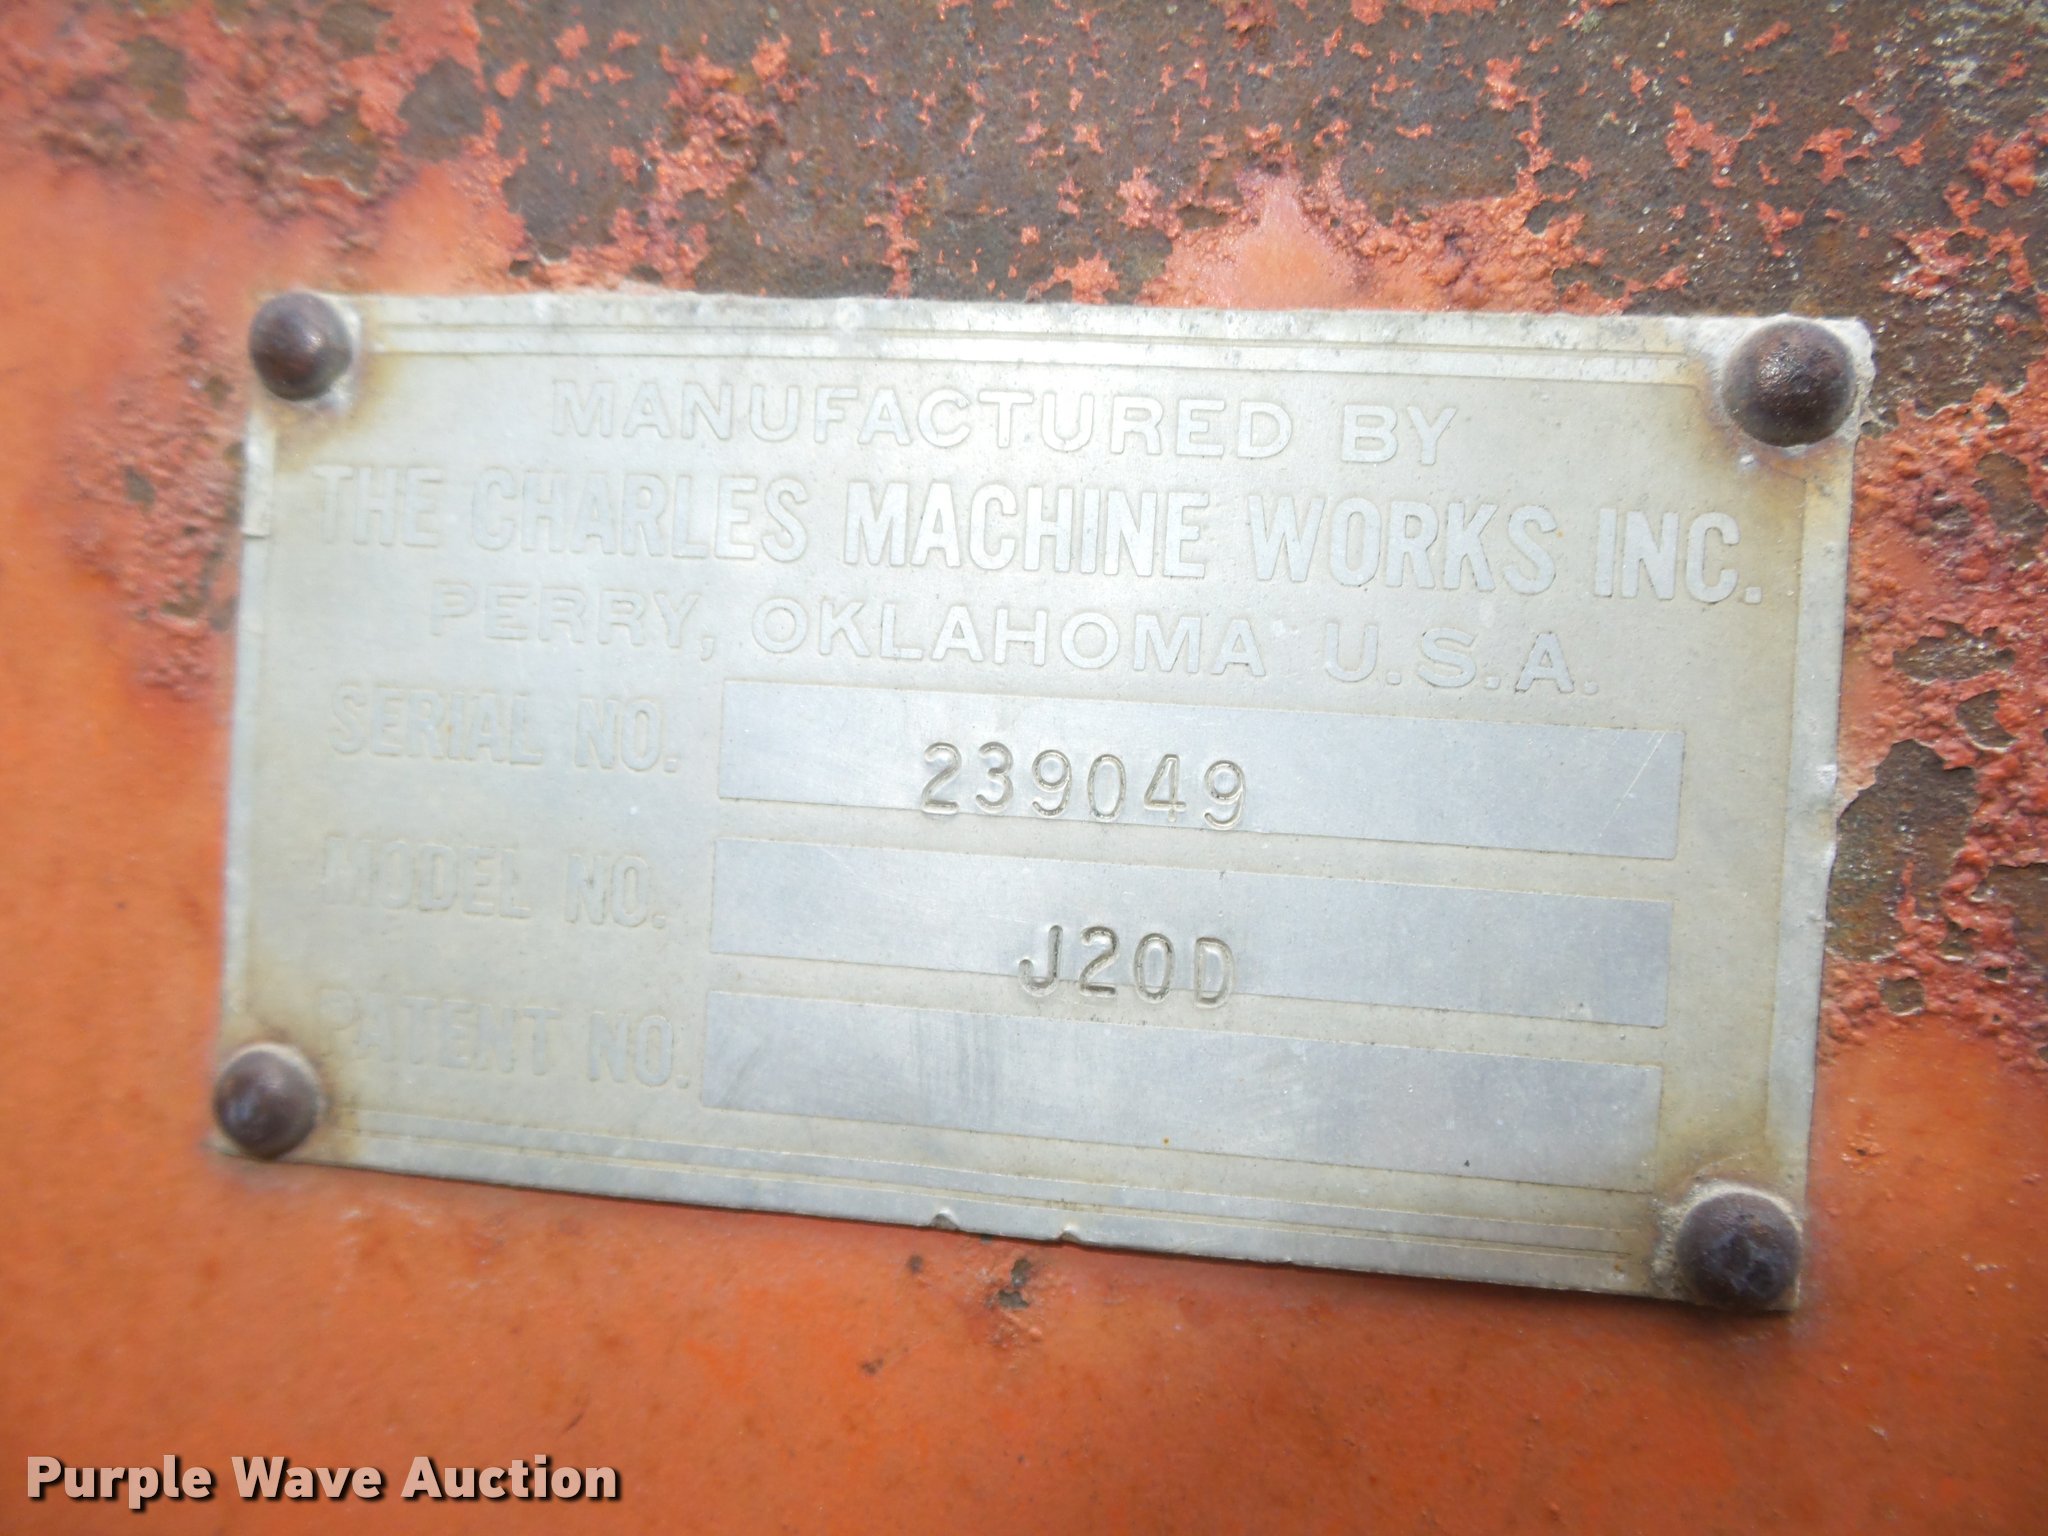 MANUFACTURED BY
THE CHARLES MACHINE WORKS INC.
PERRY, OKLAHOMA U.S.A.
SERIAL NO. 239049
MODEL NO. J20D
PATENT NO.
Purple Wave Auction